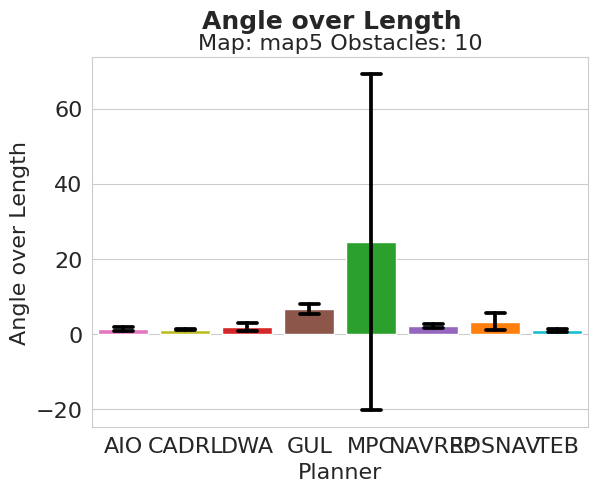 Angle over Length
Map: map5 Obstacles: 10
Angle over Length
60
40
20
0
−20
AIO CADRL DWA GUL MPC NAVREP ROSNAV TEB
Planner